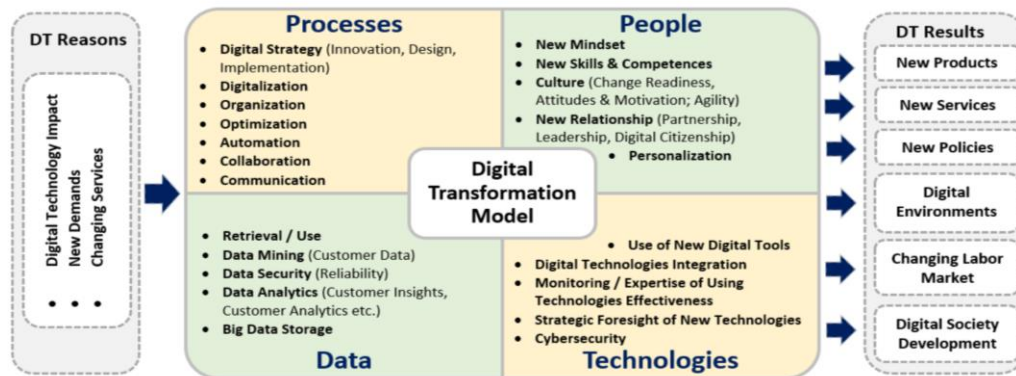 DT Reasons
Digital Technology Impact
New Demands
Changing Services
Processes
• Digital Strategy (Innovation, Design,
Implementation)
• Digitalization
• Organization
• Optimization
• Automation
• Collaboration
• Communication
People
• New Mindset
• New Skills & Competences
• Culture (Change Readiness,
Attitudes & Motivation; Agility)
• New Relationship (Partnership,
Leadership, Digital Citizenship)
• Personalization
Digital
Transformation
Model
• Retrieval / Use
• Data Mining (Customer Data)
• Data Security (Reliability)
• Data Analytics (Customer Insights,
Customer Analytics etc.)
• Big Data Storage
Data
• Use of New Digital Tools
• Digital Technologies Integration
• Monitoring / Expertise of Using
Technologies Effectiveness
• Strategic Foresight of New Technologies
• Cybersecurity
Technologies
DT Results
New Products
New Services
New Policies
Digital
Environments
Changing Labor
Market
Digital Society
Development